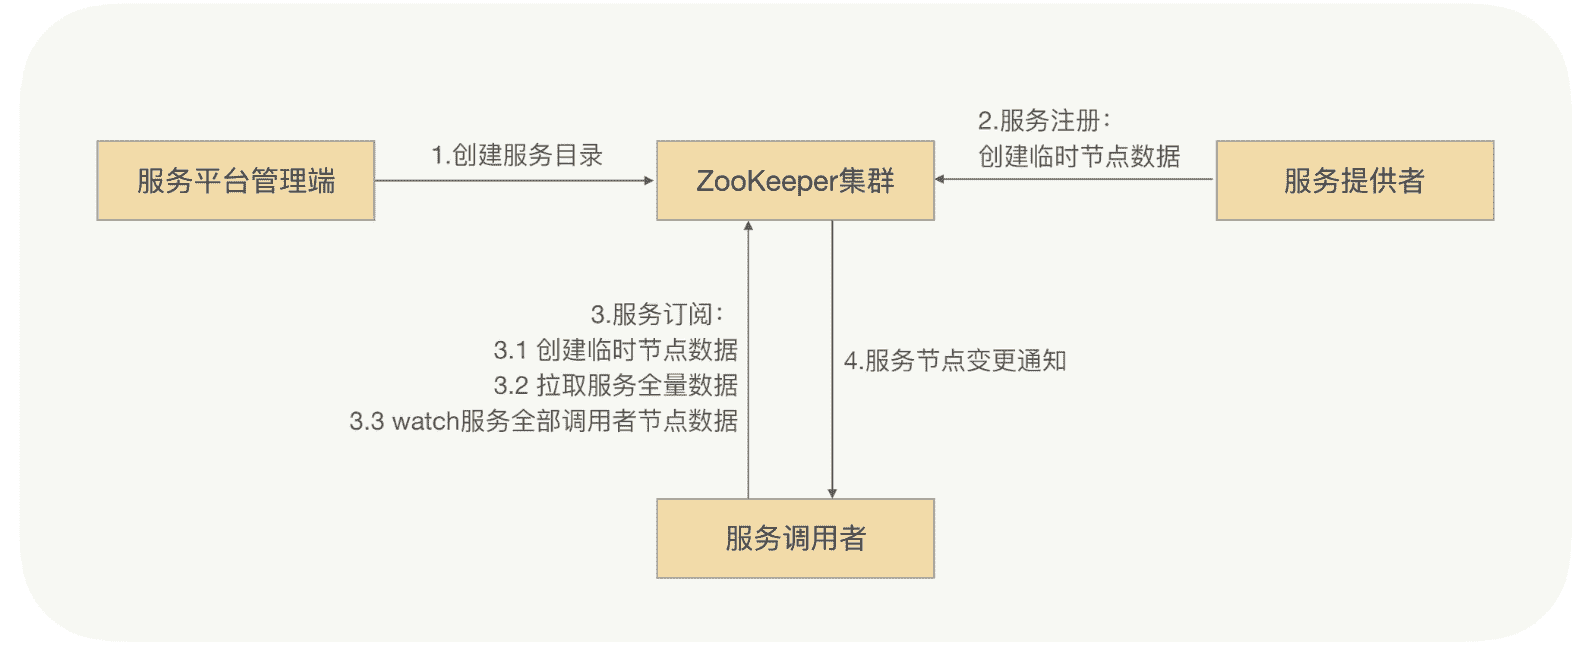 1.创建服务目录
2.服务注册：
创建临时节点数据
服务平台管理端
ZooKeeper集群
服务提供者
3.服务订阅：
3.1 创建临时节点数据
3.2 拉取服务全量数据
3.3 watch服务全部调用者节点数据
4.服务节点变更通知
服务调用者